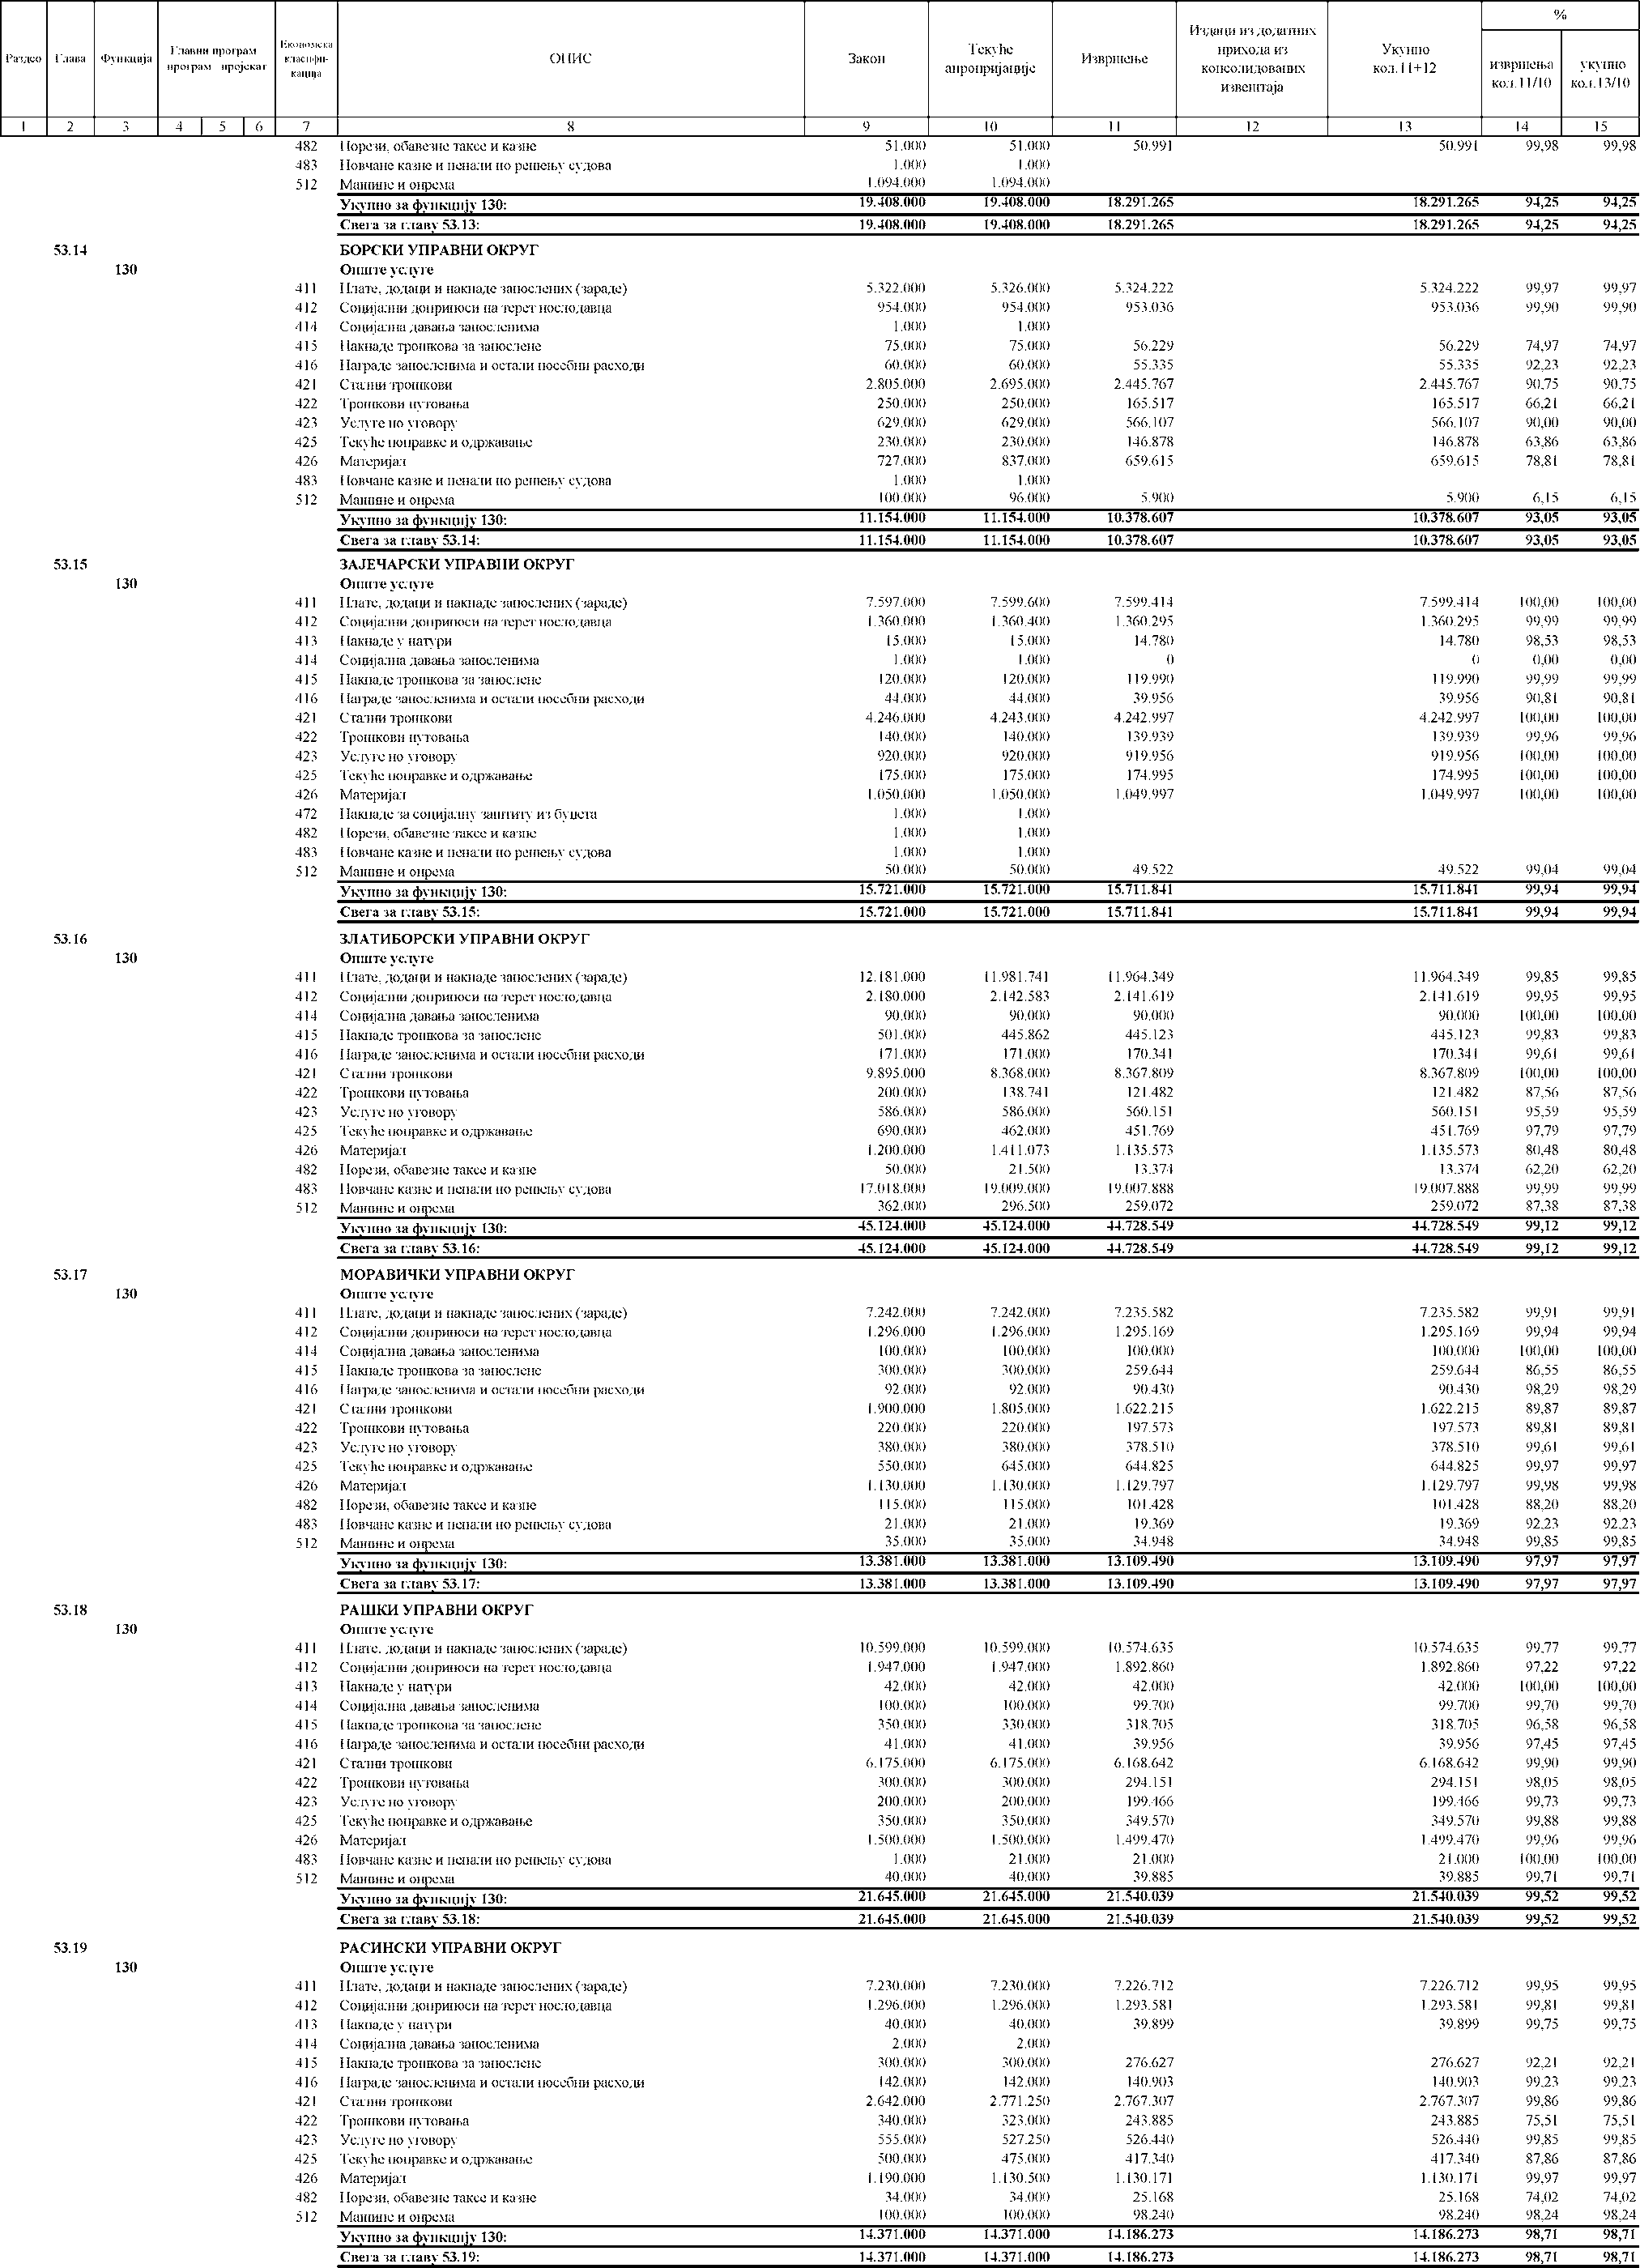 Раздео Глава Функција Главни програм програм пројекат Економска класифи-кација ОПИС Закон Текуће апропријације Извршење Издаци из додатних прихода из консолидованих извештаја Укупно кол.11+12 % извршења кол.11/10 укупно кол.13/10
1 2 3 4 5 6 7 8 9 10 11 12 13 14 15
482 Порези, обавезне таксе и казне 51.000 51.000 50.991 50.991 99,98 99,98
483 Новчане казне и пенали по решењу судова 1.000 1.000
512 Машине и опрема 1.094.000 1.094.000
Укупно за функцију 130: 19.408.000 19.408.000 18.291.265 18.291.265 94,25 94,25
Свега за главу 53.13: 19.408.000 19.408.000 18.291.265 18.291.265 94,25 94,25
53.14 БОРСКИ УПРАВНИ ОКРУГ
130 Опште услуге
411 Плате, додаци и накнаде запослених (зараде) 5.322.000 5.326.000 5.324.222 5.324.222 99,97 99,97
412 Социјални доприноси на терет послодавца 954.000 954.000 953.036 953.036 99,90 99,90
414 Социјална давања запосленима 1.000 1.000
415 Накнаде трошкова за запослене 75.000 75.000 56.229 56.229 74,97 74,97
416 Награде запосленима и остали посебни расходи 60.000 60.000 55.335 55.335 92,23 92,23
421 Стални трошкови 2.805.000 2.695.000 2.445.767 2.445.767 90,75 90,75
422 Трошкови путовања 250.000 250.000 165.517 165.517 66,21 66,21
423 Услуге по уговору 629.000 629.000 566.107 566.107 90,00 90,00
425 Текуће поправке и одржавање 230.000 230.000 146.878 146.878 63,86 63,86
426 Материјал 727.000 837.000 659.615 659.615 78,81 78,81
483 Новчане казне и пенали по решењу судова 1.000 1.000
512 Машине и опрема 100.000 96.000 5.900 5.900 6,15 6,15
Укупно за функцију 130: 11.154.000 11.154.000 10.378.607 10.378.607 93,05 93,05
Свега за главу 53.14: 11.154.000 11.154.000 10.378.607 10.378.607 93,05 93,05
53.15 ЗАЈЕЧАРСКИ УПРАВНИ ОКРУГ
130 Опште услуге
411 Плате, додаци и накнаде запослених (зараде) 7.597.000 7.599.600 7.599.414 7.599.414 100,00 100,00
412 Социјални доприноси на терет послодавца 1.360.000 1.360.400 1.360.295 1.360.295 99,99 99,99
413 Накнаде у натури 15.000 15.000 14.780 14.780 98,53 98,53
414 Социјална давања запосленима 1.000 1.000 0 0 0,00 0,00
415 Накнаде трошкова за запослене 120.000 120.000 119.990 119.990 99,99 99,99
416 Награде запосленима и остали посебни расходи 44.000 44.000 39.956 39.956 90,81 90,81
421 Стални трошкови 4.246.000 4.243.000 4.242.997 4.242.997 100,00 100,00
422 Трошкови путовања 140.000 140.000 139.939 139.939 99,96 99,96
423 Услуге по уговору 920.000 920.000 919.956 919.956 100,00 100,00
425 Текуће поправке и одржавање 175.000 175.000 174.995 174.995 100,00 100,00
426 Материјал 1.050.000 1.050.000 1.049.997 1.049.997 100,00 100,00
472 Накнаде за социјалну заштиту из буџета 1.000 1.000
482 Порези, обавезне таксе и казне 1.000 1.000
483 Новчане казне и пенали по решењу судова 1.000 1.000
512 Машине и опрема 50.000 50.000 49.522 49.522 99,04 99,04
Укупно за функцију 130: 15.721.000 15.721.000 15.711.841 15.711.841 99,94 99,94
Свега за главу 53.15: 15.721.000 15.721.000 15.711.841 15.711.841 99,94 99,94
53.16 ЗЛАТИБОРСКИ УПРАВНИ ОКРУГ
130 Опште услуге
411 Плате, додаци и накнаде запослених (зараде) 12.181.000 11.981.741 11.964.349 11.964.349 99,85 99,85
412 Социјални доприноси на терет послодавца 2.180.000 2.142.583 2.141.619 2.141.619 99,95 99,95
414 Социјална давања запосленима 90.000 90.000 90.000 90.000 100,00 100,00
415 Накнаде трошкова за запослене 501.000 445.862 445.123 445.123 99,83 99,83
416 Награде запосленима и остали посебни расходи 171.000 171.000 170.341 170.341 99,61 99,61
421 Стални трошкови 9.895.000 8.368.000 8.367.809 8.367.809 100,00 100,00
422 Трошкови путовања 200.000 138.741 121.482 121.482 87,56 87,56
423 Услуге по уговору 586.000 586.000 560.151 560.151 95,59 95,59
425 Текуће поправке и одржавање 690.000 462.000 451.769 451.769 97,79 97,79
426 Материјал 1.200.000 1.411.073 1.135.573 1.135.573 80,48 80,48
482 Порези, обавезне таксе и казне 50.000 21.500 13.374 13.374 62,20 62,20
483 Новчане казне и пенали по решењу судова 17.018.000 19.009.000 19.007.888 19.007.888 99,99 99,99
512 Машине и опрема 362.000 296.500 259.072 259.072 87,38 87,38
Укупно за функцију 130: 45.124.000 45.124.000 44.728.549 44.728.549 99,12 99,12
Свега за главу 53.16: 45.124.000 45.124.000 44.728.549 44.728.549 99,12 99,12
53.17 МОРАВИЧКИ УПРАВНИ ОКРУГ
130 Опште услуге
411 Плате, додаци и накнаде запослених (зараде) 7.242.000 7.242.000 7.235.582 7.235.582 99,91 99,91
412 Социјални доприноси на терет послодавца 1.296.000 1.296.000 1.295.169 1.295.169 99,94 99,94
414 Социјална давања запосленима 100.000 100.000 100.000 100.000 100,00 100,00
415 Накнаде трошкова за запослене 300.000 300.000 259.644 259.644 86,55 86,55
416 Награде запосленима и остали посебни расходи 92.000 92.000 90.430 90.430 98,29 98,29
421 Стални трошкови 1.900.000 1.805.000 1.622.215 1.622.215 89,87 89,87
422 Трошкови путовања 220.000 220.000 197.573 197.573 89,81 89,81
423 Услуге по уговору 380.000 380.000 378.510 378.510 99,61 99,61
425 Текуће поправке и одржавање 550.000 645.000 644.825 644.825 99,97 99,97
426 Материјал 1.130.000 1.130.000 1.129.797 1.129.797 99,98 99,98
482 Порези, обавезне таксе и казне 115.000 115.000 101.428 101.428 88,20 88,20
483 Новчане казне и пенали по решењу судова 21.000 21.000 19.369 19.369 92,23 92,23
512 Машине и опрема 35.000 35.000 34.948 34.948 99,85 99,85
Укупно за функцију 130: 13.381.000 13.381.000 13.109.490 13.109.490 97,97 97,97
Свега за главу 53.17: 13.381.000 13.381.000 13.109.490 13.109.490 97,97 97,97
53.18 РАШКИ УПРАВНИ ОКРУГ
130 Опште услуге
411 Плате, додаци и накнаде запослених (зараде) 10.599.000 10.599.000 10.574.635 10.574.635 99,77 99,77
412 Социјални доприноси на терет послодавца 1.947.000 1.947.000 1.892.860 1.892.860 97,22 97,22
413 Накнаде у натури 42.000 42.000 42.000 42.000 100,00 100,00
414 Социјална давања запосленима 100.000 100.000 99.700 99.700 99,70 99,70
415 Накнаде трошкова за запослене 350.000 330.000 318.705 318.705 96,58 96,58
416 Награде запосленима и остали посебни расходи 41.000 41.000 39.956 39.956 97,45 97,45
421 Стални трошкови 6.175.000 6.175.000 6.168.642 6.168.642 99,90 99,90
422 Трошкови путовања 300.000 300.000 294.151 294.151 98,05 98,05
423 Услуге по уговору 200.000 200.000 199.466 199.466 99,73 99,73
425 Текуће поправке и одржавање 350.000 350.000 349.570 349.570 99,88 99,88
426 Материјал 1.500.000 1.500.000 1.499.470 1.499.470 99,96 99,96
483 Новчане казне и пенали по решењу судова 1.000 21.000 21.000 21.000 100,00 100,00
512 Машине и опрема 40.000 40.000 39.885 39.885 99,71 99,71
Укупно за функцију 130: 21.645.000 21.645.000 21.540.039 21.540.039 99,52 99,52
Свега за главу 53.18: 21.645.000 21.645.000 21.540.039 21.540.039 99,52 99,52
53.19 РАСИНСКИ УПРАВНИ ОКРУГ
130 Опште услуге
411 Плате, додаци и накнаде запослених (зараде) 7.230.000 7.230.000 7.226.712 7.226.712 99,95 99,95
412 Социјални доприноси на терет послодавца 1.296.000 1.296.000 1.293.581 1.293.581 99,81 99,81
413 Накнаде у натури 40.000 40.000 39.899 39.899 99,75 99,75
414 Социјална давања запосленима 2.000 2.000
415 Накнаде трошкова за запослене 300.000 300.000 276.627 276.627 92,21 92,21
416 Награде запосленима и остали посебни расходи 142.000 142.000 140.903 140.903 99,23 99,23
421 Стални трошкови 2.642.000 2.771.250 2.767.307 2.767.307 99,86 99,86
422 Трошкови путовања 340.000 323.000 243.885 243.885 75,51 75,51
423 Услуге по уговору 555.000 527.250 526.440 526.440 99,85 99,85
425 Текуће поправке и одржавање 500.000 475.000 417.340 417.340 87,86 87,86
426 Материјал 1.190.000 1.130.500 1.130.171 1.130.171 99,97 99,97
482 Порези, обавезне таксе и казне 34.000 34.000 25.168 25.168 74,02 74,02
512 Машине и опрема 100.000 100.000 98.240 98.240 98,24 98,24
Укупно за функцију 130: 14.371.000 14.371.000 14.186.273 14.186.273 98,71 98,71
Свега за главу 53.19: 14.371.000 14.371.000 14.186.273 14.186.273 98,71 98,71